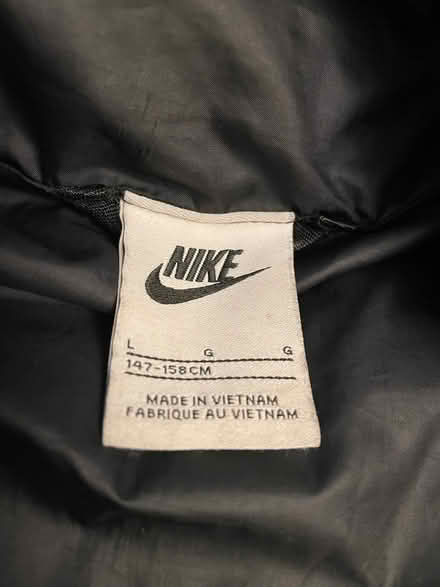 NIKE
L G G
147-158CM
MADE IN VIETNAM
FABRIQUE AU VIETNAM